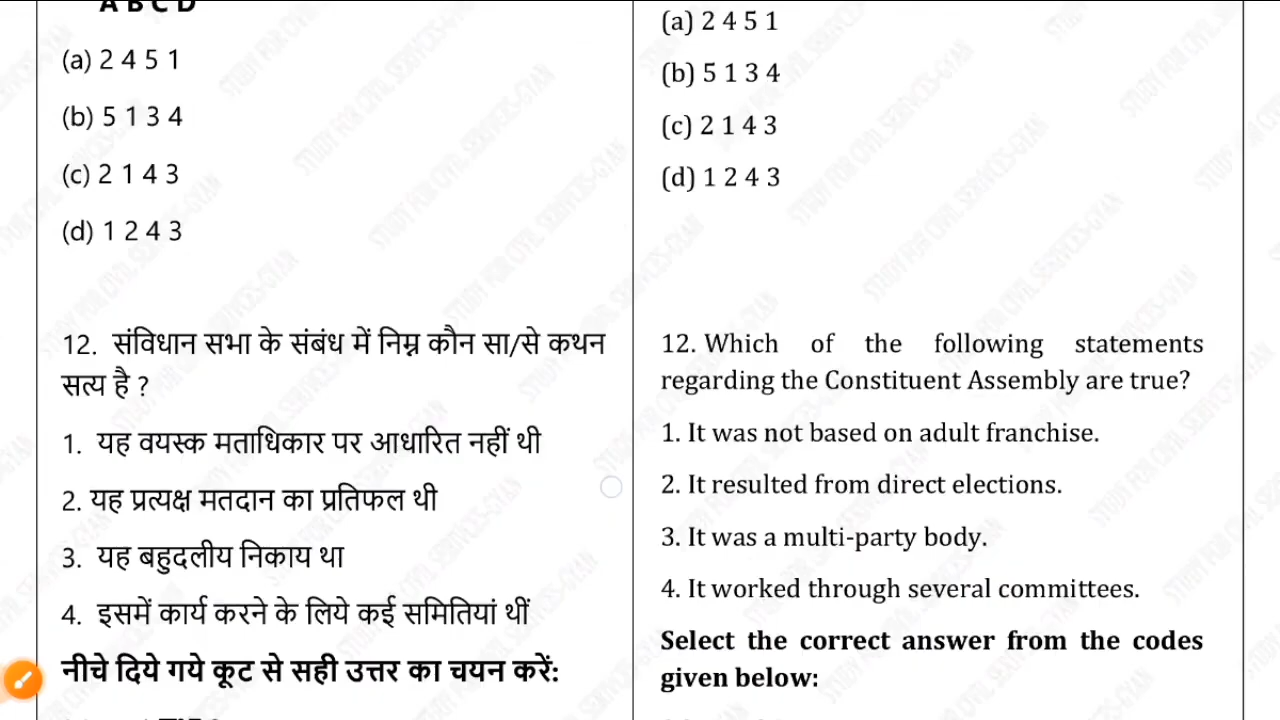 A B C D
(a) 2 4 5 1
(b) 5 1 3 4
(c) 2 1 4 3
(d) 1 2 4 3
12. संविधान सभा के संबंध में निम्न कौन सा/से कथन
सत्य है ?
1. यह वयस्क मताधिकार पर आधारित नहीं थी
2. यह प्रत्यक्ष मतदान का प्रतिफल थी
3. यह बहुदलीय निकाय था
4. इसमें कार्य करने के लिये कई समितियां थीं
नीचे दिये गये कूट से सही उत्तर का चयन करें:
(a) 2 4 5 1
(b) 5 1 3 4
(c) 2 1 4 3
(d) 1 2 4 3
12. Which of the following statements
regarding the Constituent Assembly are true?
1. It was not based on adult franchise.
2. It resulted from direct elections.
3. It was a multi-party body.
4. It worked through several committees.
Select the correct answer from the codes
given below: